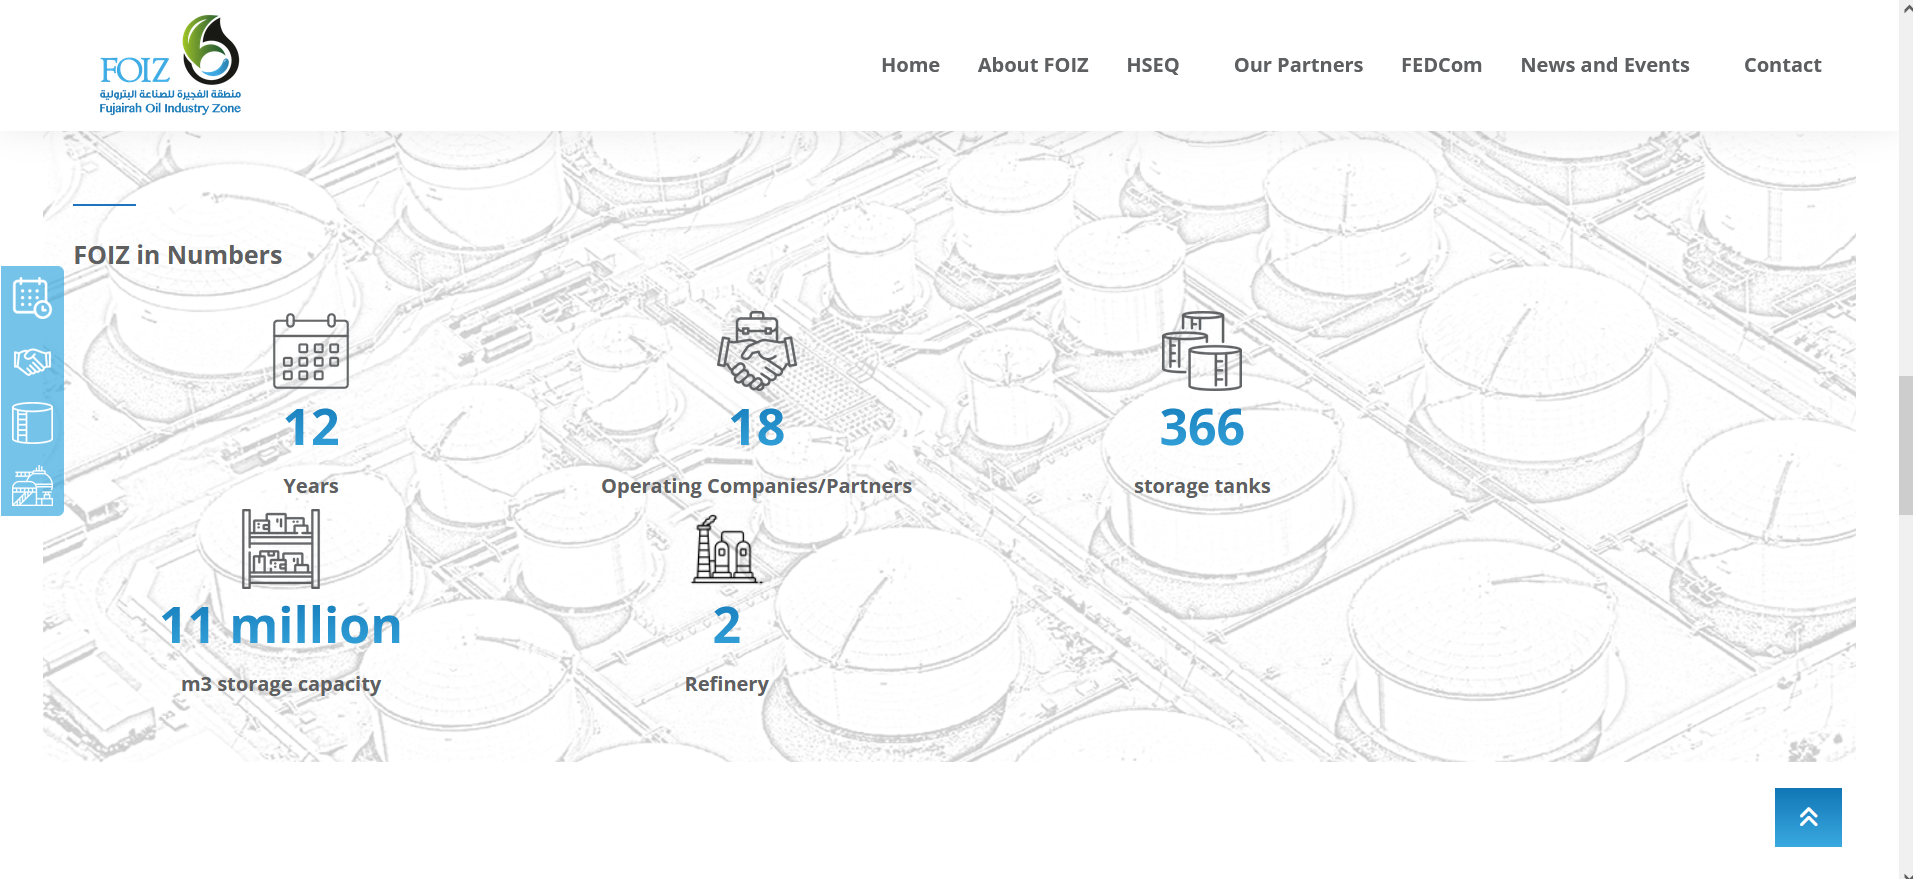 FOIZ
منطقة الفجيرة للصناعة البترولية
Fujairah Oil Industry Zone
Home About FOIZ HSEQ Our Partners FEDCom News and Events Contact
FOIZ in Numbers
12 18 366
Years Operating Companies/Partners storage tanks
11 million 2
m3 storage capacity Refinery